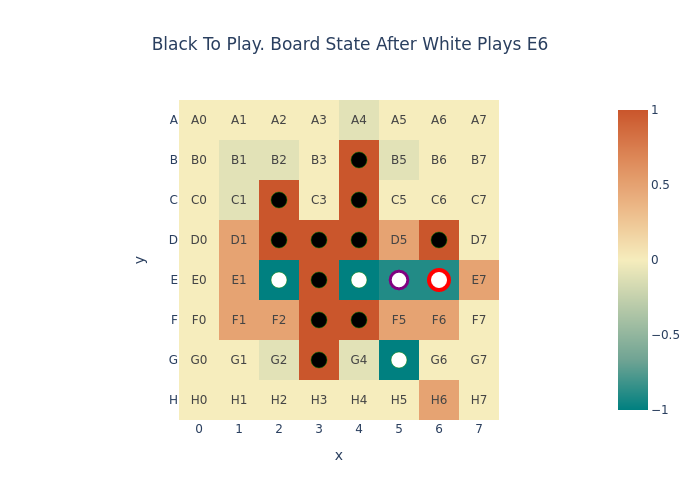 Black To Play. Board State After White Plays E6
A A0 A1 A2 A3 A4 A5 A6 A7
B B0 B1 B2 B3 B5 B6 B7
C C0 C1 C3 C5 C6 C7
D D0 D1 D5 D7
E E0 E1 E7
F F0 F1 F2 F5 F6 F7
G G0 G1 G2 G4 G6 G7
H H0 H1 H2 H3 H4 H5 H6 H7
0 1 2 3 4 5 6 7
x
y
1
0.5
0
−0.5
−1